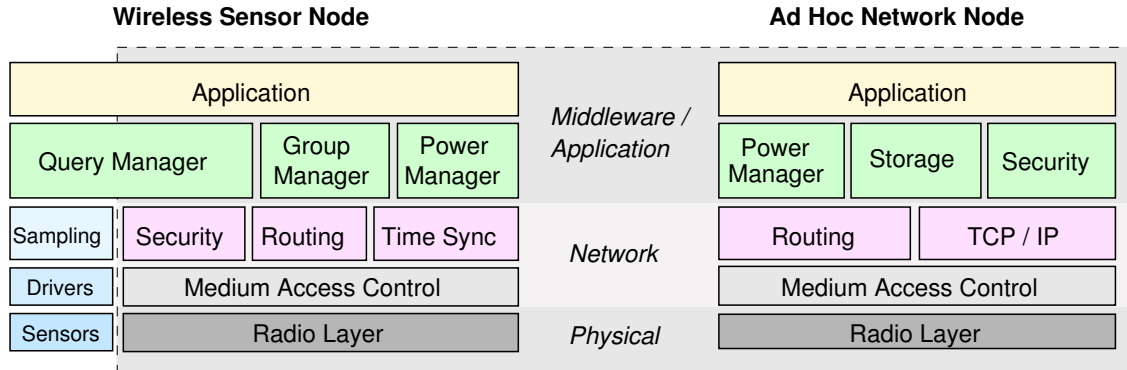 Wireless Sensor Node
Ad Hoc Network Node
Application
Middleware /
Application
Application
Query Manager
Group
Manager
Power
Manager
Power
Manager
Storage
Security
Sampling
Security
Routing
Time Sync
Network
Routing
TCP / IP
Drivers
Medium Access Control
Medium Access Control
Sensors
Radio Layer
Physical
Radio Layer